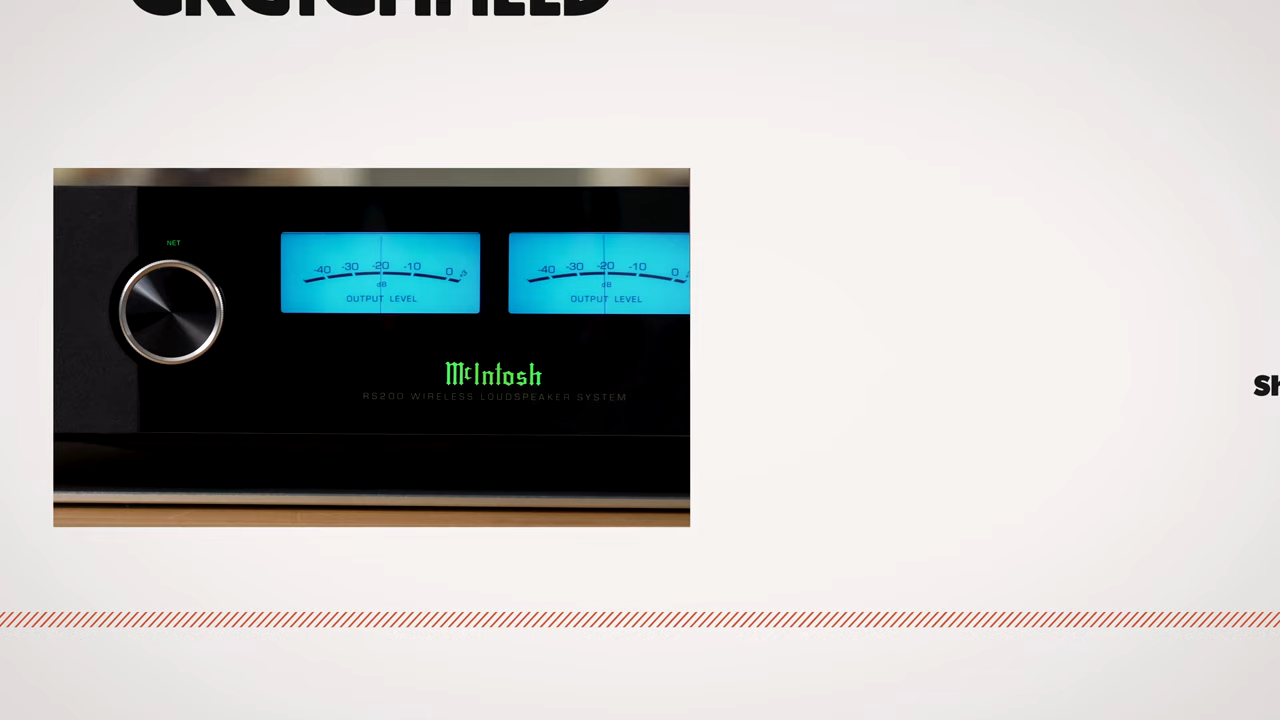 CRUTCHFIELD
NET
-40 -30 -20 -10 0
dB
OUTPUT LEVEL
-40 -30 -20 -10 0
dB
OUTPUT LEVEL
McIntosh
RS200 WIRELESS LOUDSPEAKER SYSTEM